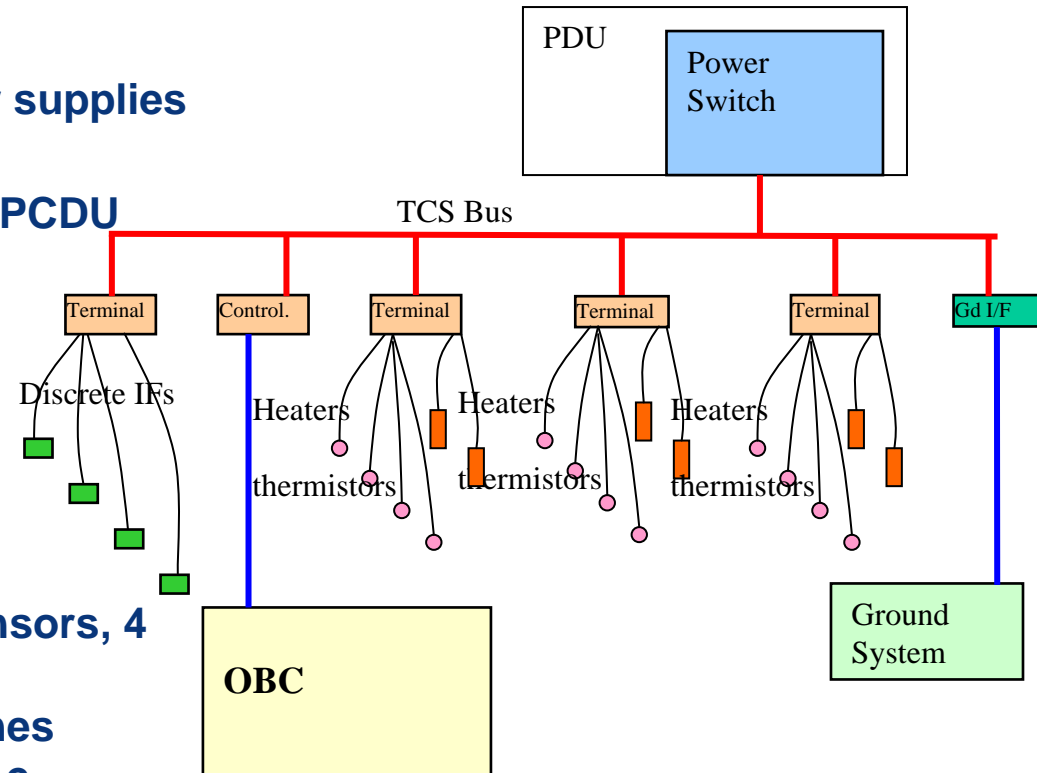 PDU
Power
Switch
supplies
PCDU
TCS Bus
Terminal
Control.
Terminal
Terminal
Terminal
Gd I/F
Discrete IFs
Heaters
thermistors
Heaters
thermistors
Heaters
thermistors
nsors, 4
OBC
Ground
System
nes